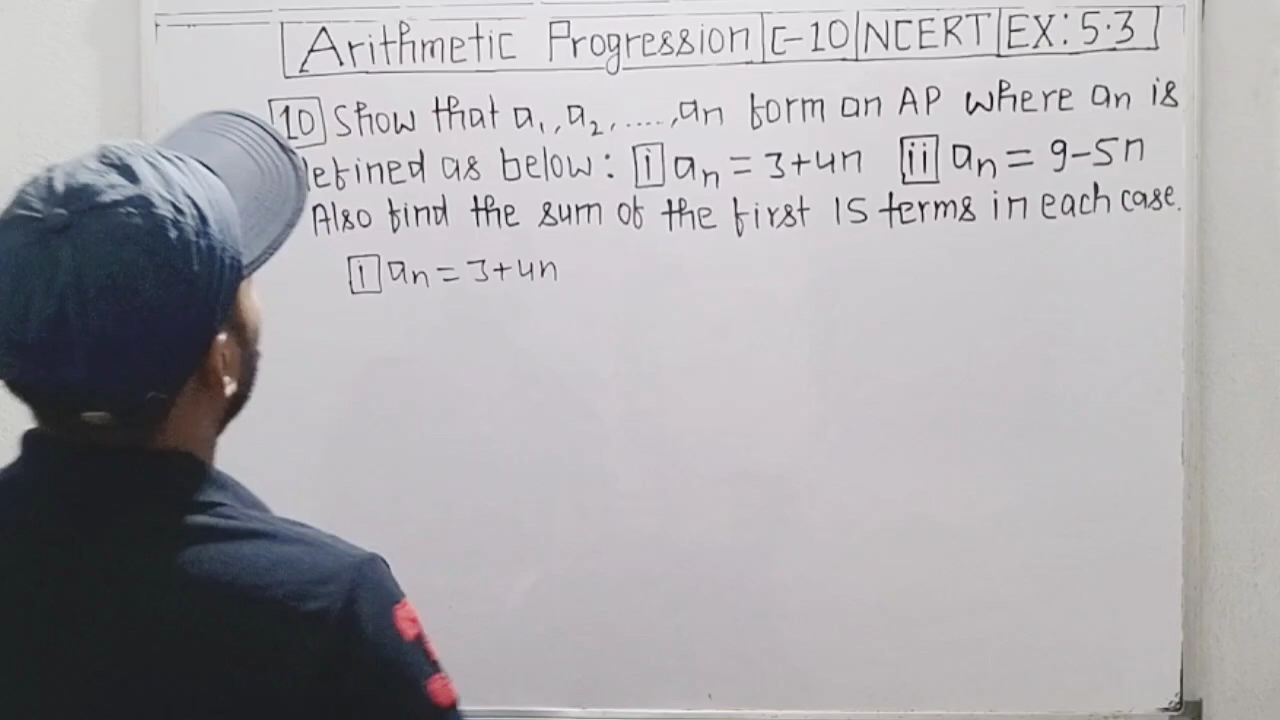 Arithmetic Progression C-10 NCERT EX: 5.3
10 Show that a₁, a₂, ....., an form an AP where an is
defined as below: i an = 3+4n ii an = 9-5n
Also find the sum of the first 15 terms in each case.
i an = 3+4n